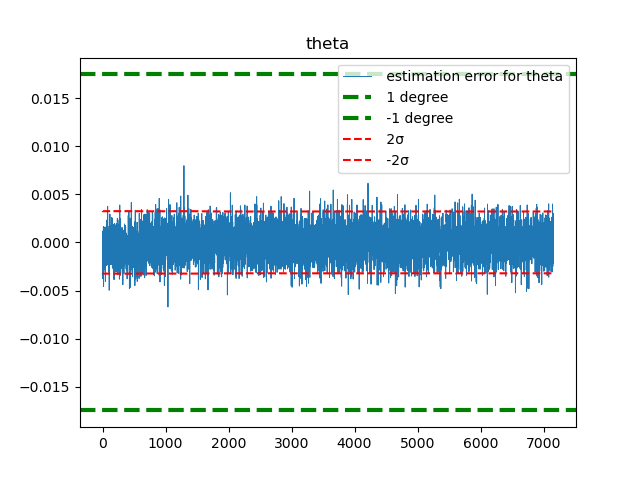 theta
estimation error for theta
1 degree
-1 degree
2σ
-2σ
0.015
0.010
0.005
0.000
−0.005
−0.010
−0.015
0 1000 2000 3000 4000 5000 6000 7000